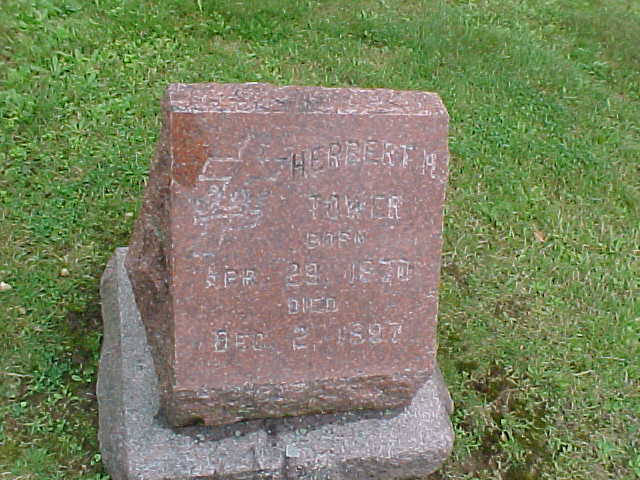 HERBERT H.
TOWER
BORN
APR. 29, 1870
DIED
DEC. 2, 1897